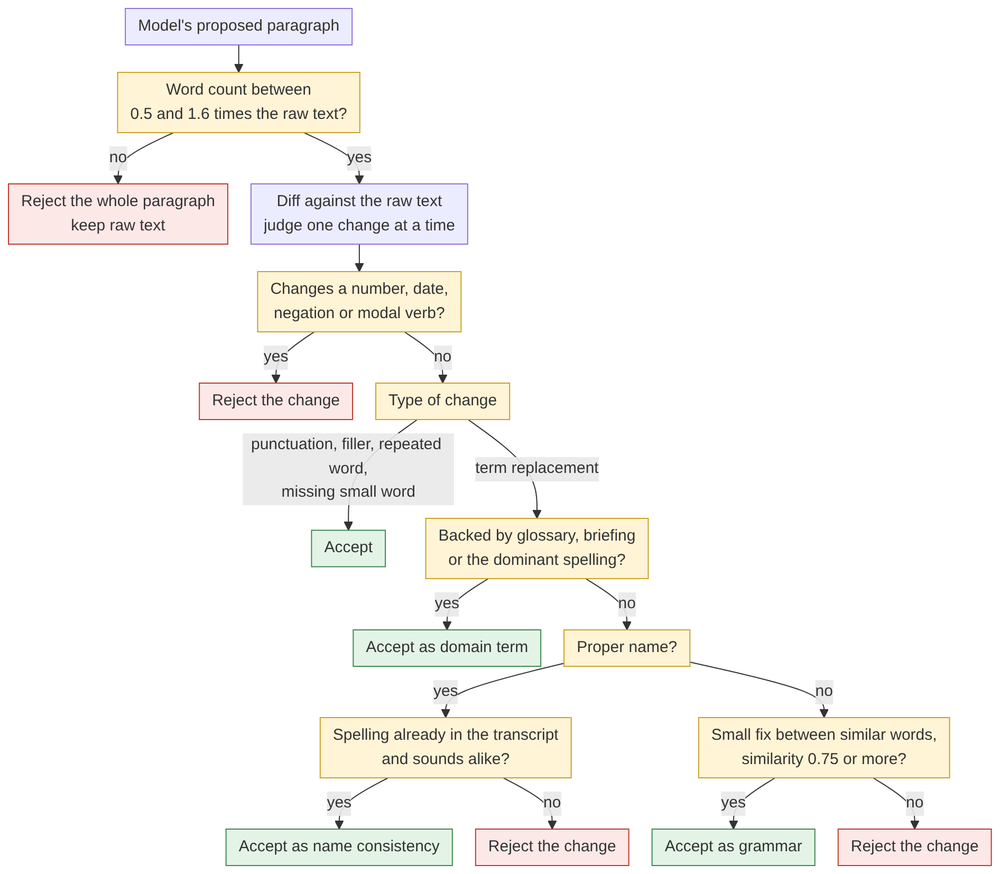 Model's proposed paragraph
Word count between
0.5 and 1.6 times the raw text?
no
yes
Reject the whole paragraph
keep raw text
Diff against the raw text
judge one change at a time
Changes a number, date,
negation or modal verb?
yes
no
Reject the change
Type of change
punctuation, filler, repeated
word,
missing small word
term replacement
Accept
Backed by glossary, briefing
or the dominant spelling?
yes
no
Accept as domain term
Proper name?
yes
no
Spelling already in the transcript
and sounds alike?
Small fix between similar words,
similarity 0.75 or more?
yes
no
yes
no
Accept as name consistency
Reject the change
Accept as grammar
Reject the change